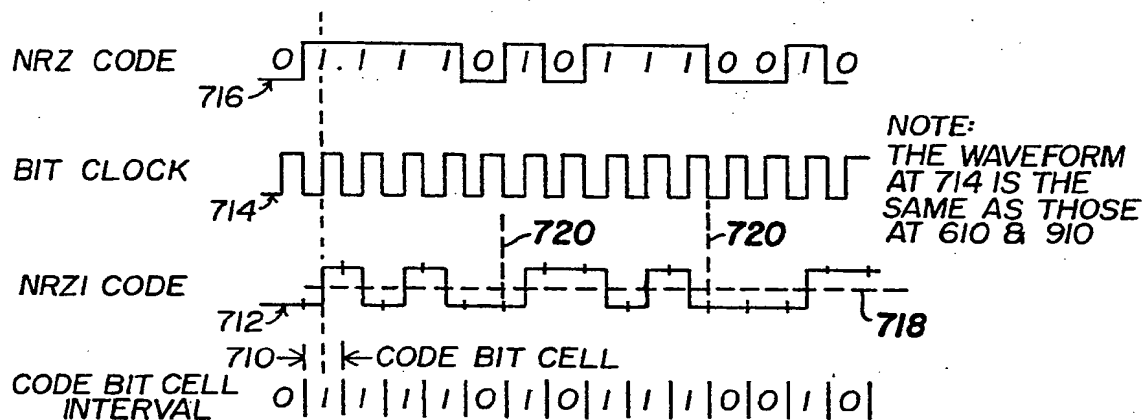 NRZ CODE 0 1 . 1 1 1 0 1 0 1 1 1 0 0 1 0
716
BIT CLOCK
714
NOTE:
THE WAVEFORM
AT 714 IS THE
SAME AS THOSE
AT 610 & 910
720 720
NRZI CODE
712
718
710 CODE BIT CELL
CODE BIT CELL
INTERVAL 0 | 1 | 1 | 1 | 1 | 0 | 1 | 0 | 1 | 1 | 1 | 0 | 0 | 1 | 0 |